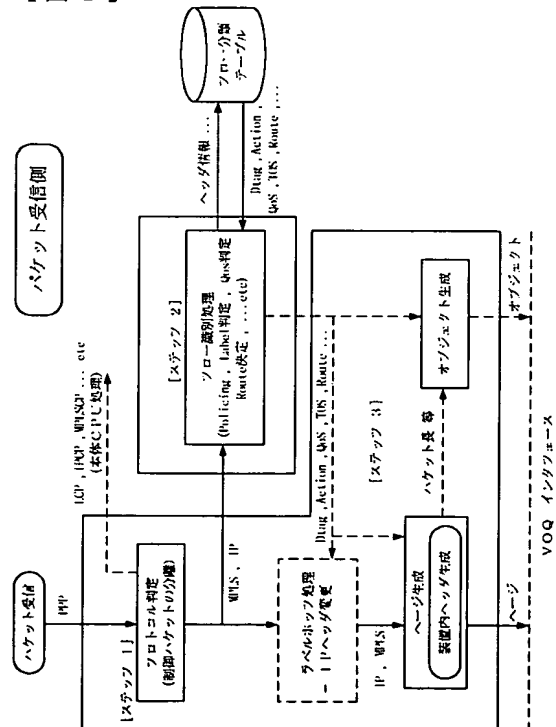 パケット受信側
パケット受信
PPP
[ステップ 1]
プロトコル判定
(制御パケットの分離)
LCP , IPCP , MPLSCP ... etc
(本体CPU処理)
MPLS , IP
[ステップ 2]
フロー識別処理
(Policing , Label判定 , QoS判定
Route決定 , ...etc)
ヘッダ情報 ...
フロー分類
テーブル
Dtag , Action ,
QoS , TOS , Route , ...
ラベルポップ処理
- IPヘッダ変更
Dtag , Action , QoS , TOS , Route ...
IP , MPLS
[ステップ 3]
ページ生成
装置内ヘッダ生成
パケット長 等
オブジェクト生成
ページ
オブジェクト
VOQ インタフェース